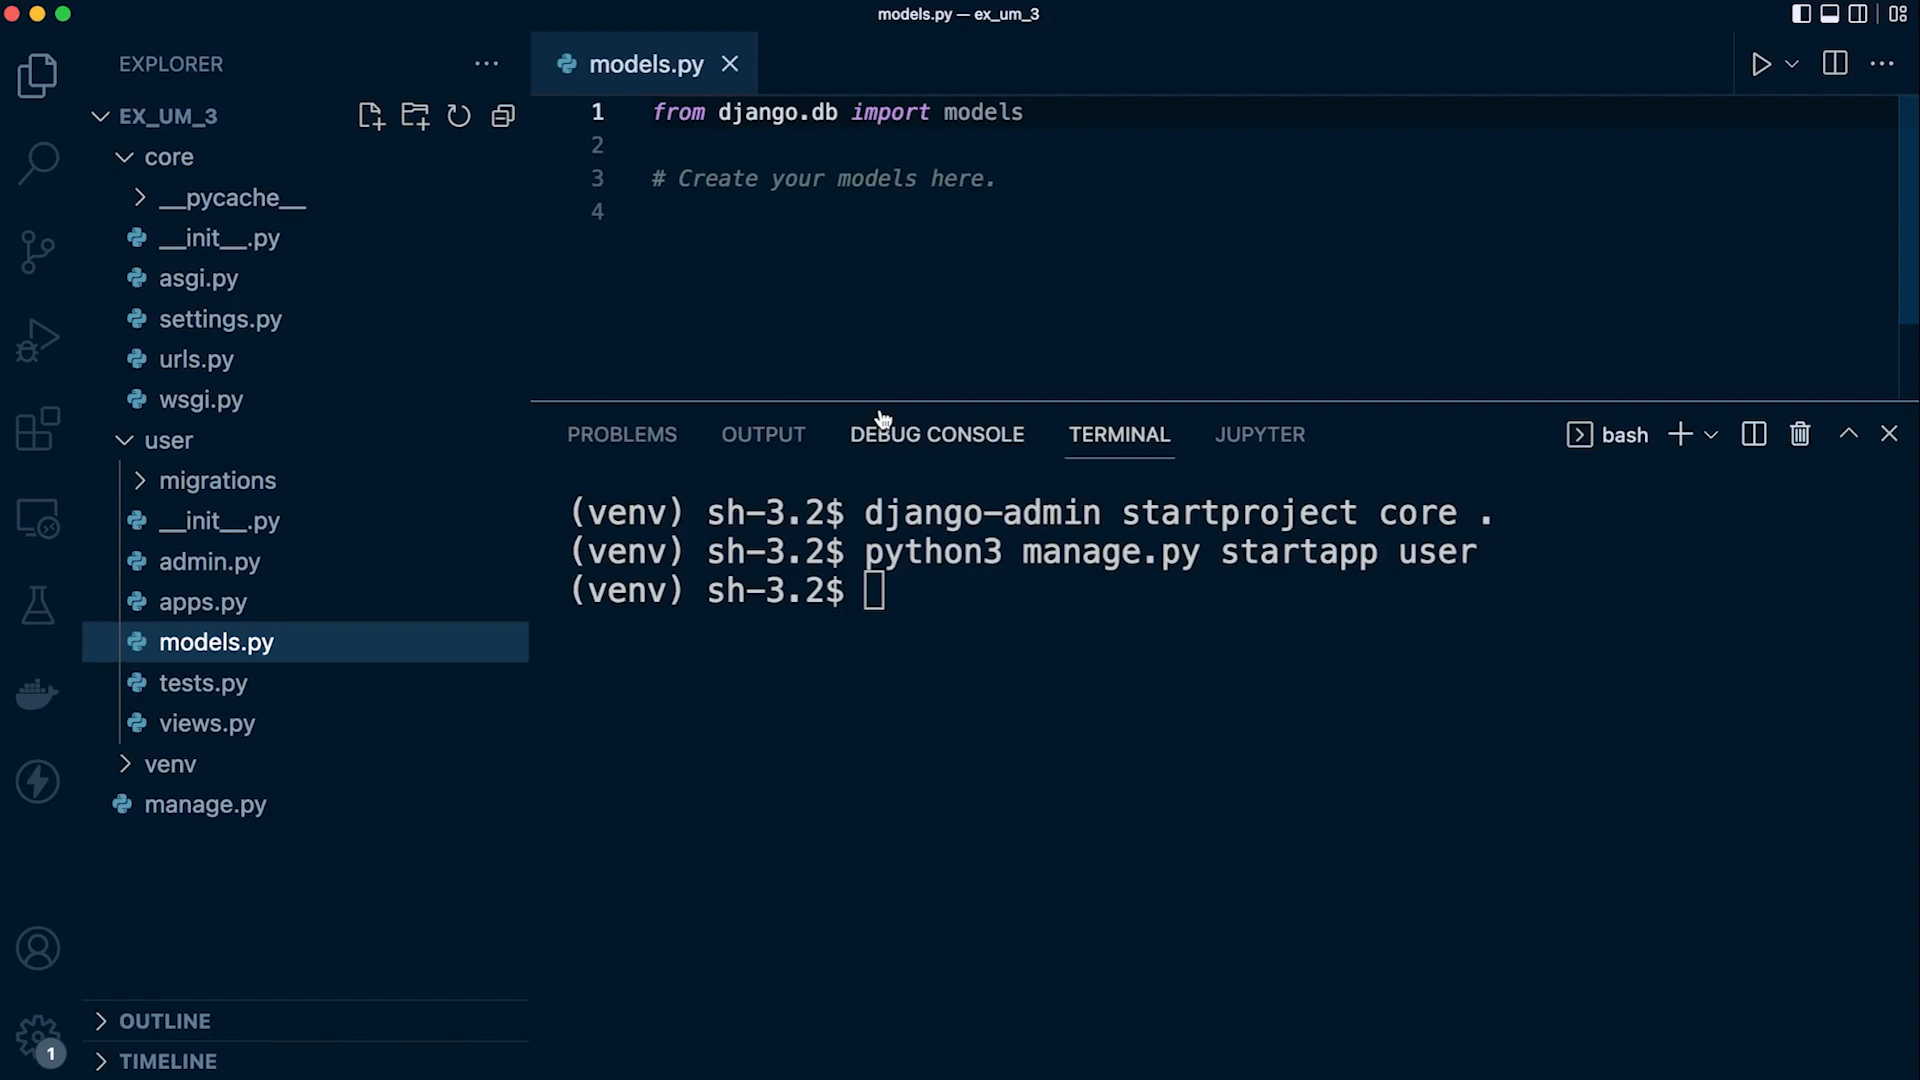 models.py — ex_um_3
EXPLORER
EX_UM_3
core
__pycache__
__init__.py
asgi.py
settings.py
urls.py
wsgi.py
user
migrations
__init__.py
admin.py
apps.py
models.py
tests.py
views.py
venv
manage.py
OUTLINE
TIMELINE
1
models.py
1 from django.db import models
2
3 # Create your models here.
4
PROBLEMS OUTPUT DEBUG CONSOLE TERMINAL JUPYTER bash
(venv) sh-3.2$ django-admin startproject core .
(venv) sh-3.2$ python3 manage.py startapp user
(venv) sh-3.2$